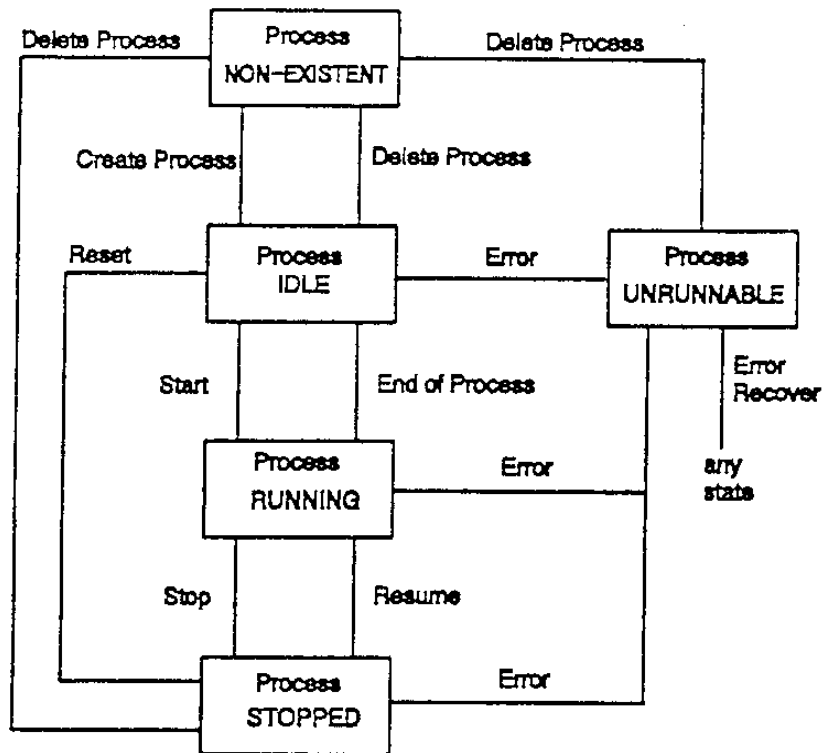 Delete Process
Process
NON-EXISTENT
Delete Process
Create Process
Delete Process
Reset
Process
IDLE
Error
Process
UNRUNNABLE
Start
End of Process
Error
Recover
Process
RUNNING
Error
any
state
Stop
Resume
Process
STOPPED
Error